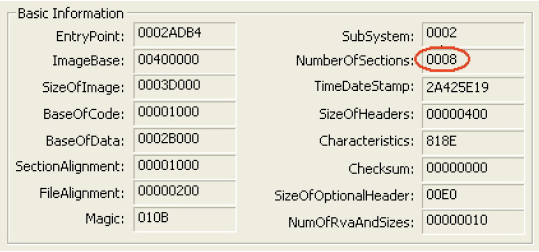 Basic Information
EntryPoint: 0002ADB4 SubSystem: 0002
ImageBase: 00400000 NumberOfSections: 0008
SizeOfImage: 0003D000 TimeDateStamp: 2A425E19
BaseOfCode: 00001000 SizeOfHeaders: 00000400
BaseOfData: 0002B000 Characteristics: 818E
SectionAlignment: 00001000 Checksum: 00000000
FileAlignment: 00000200 SizeOfOptionalHeader: 00E0
Magic: 010B NumOfRvaAndSizes: 00000010